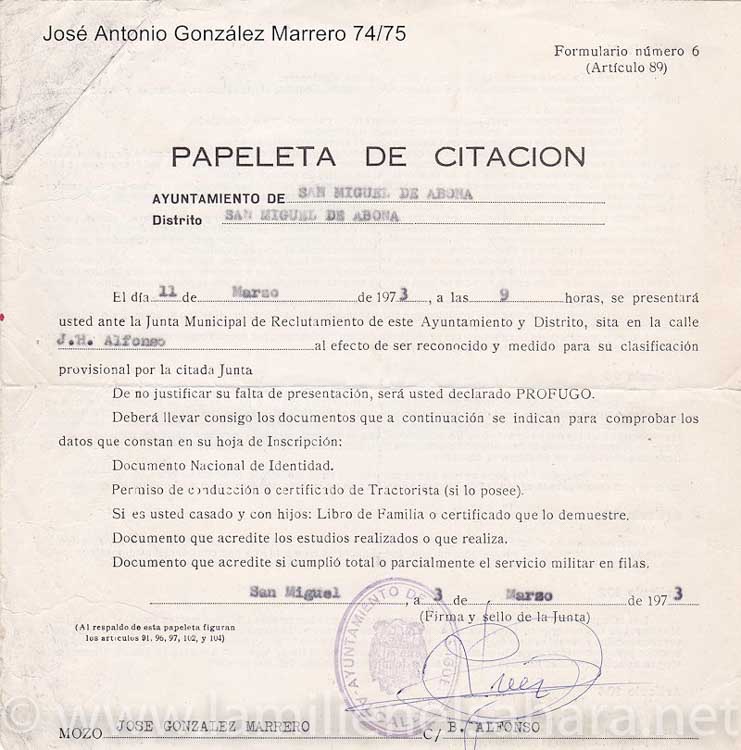 José Antonio González Marrero 74/75
Formulario número 6
(Artículo 89)
PAPELETA DE CITACION
AYUNTAMIENTO DE SAN MIGUEL DE ABONA
Distrito SAN MIGUEL DE ABONA
El día 11 de Marzo de 1973, a las 9 horas, se presentará
usted ante la Junta Municipal de Reclutamiento de este Ayuntamiento y Distrito, sita en la calle
J.H. Alfonso al efecto de ser reconocido y medido para su clasificación
provisional por la citada Junta
De no justificar su falta de presentación, será usted declarado PROFUGO.
Deberá llevar consigo los documentos que a continuación se indican para comprobar los
datos que constan en su hoja de Inscripción:
Documento Nacional de Identidad.
Permiso de conducción o certificado de Tractorista (si lo posee).
Si es usted casado y con hijos: Libro de Familia o certificado que lo demuestre.
Documento que acredite los estudios realizados o que realiza.
Documento que acredite si cumplió total o parcialmente el servicio militar en filas.
San Miguel, a 3 de Marzo de 1973
(Firma y sello de la Junta)
(Al respaldo de esta papeleta figuran
los artículos 91, 96, 97, 102, y 104)
AYUNTAMIENTO DE
MOZO JOSE GONZALEZ MARRERO C/ B. ALFONSO